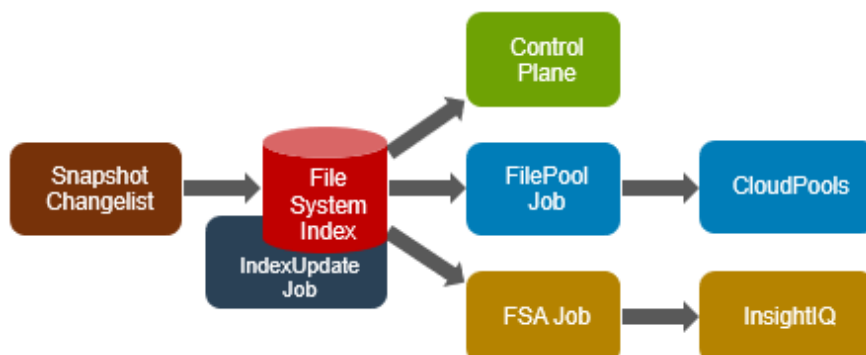 Control
Plane
Snapshot
Changelist
File
System
Index
FilePool
Job
CloudPools
IndexUpdate
Job
FSA Job
InsightIQ